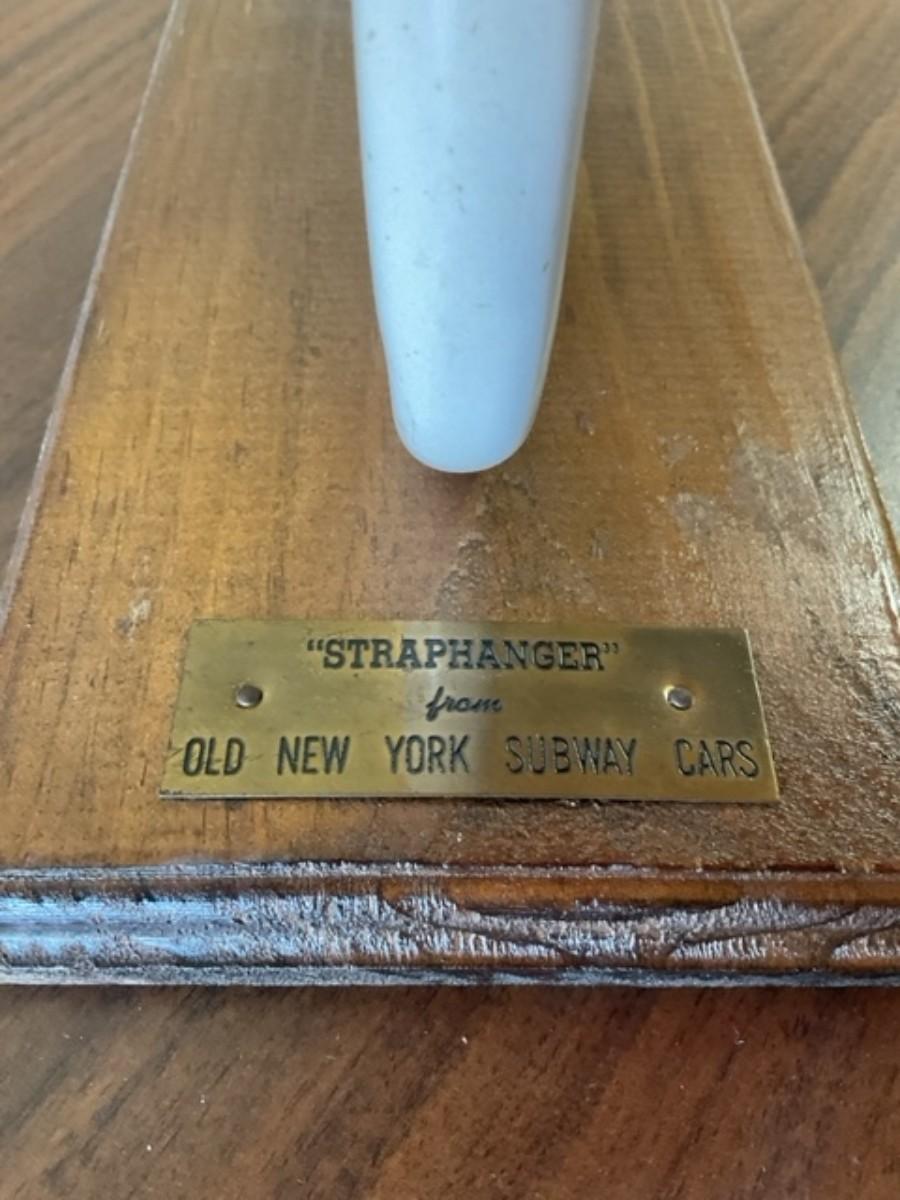 “STRAPHANGER”
from
OLD NEW YORK SUBWAY CARS